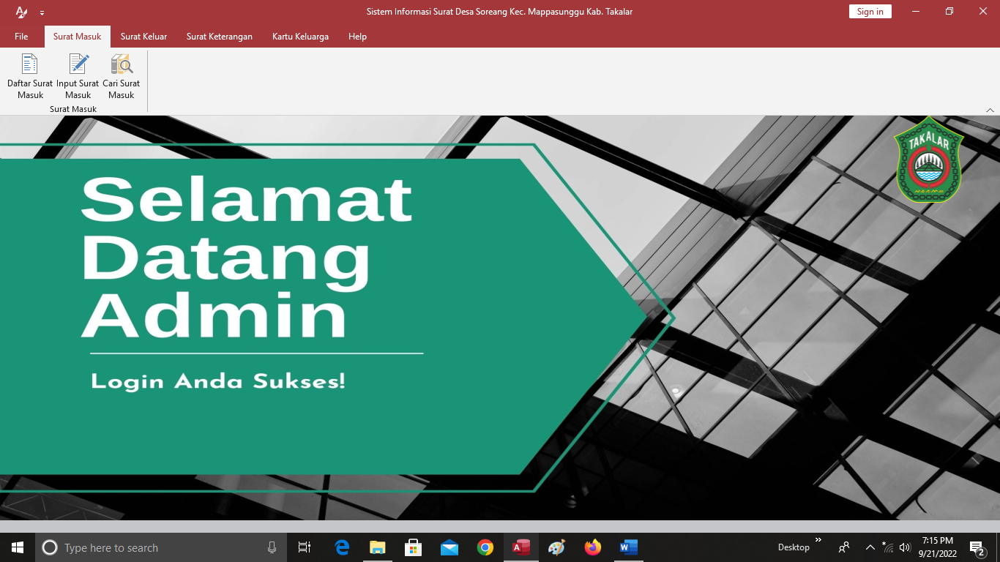 Sistem Informasi Surat Desa Soreang Kec. Mappasunggu Kab. Takalar
Sign in
File
Surat Masuk
Surat Keluar
Surat Keterangan
Kartu Keluarga
Help
Daftar Surat
Masuk
Input Surat
Masuk
Cari Surat
Masuk
Surat Masuk
TAKALAR
Selamat
Datang
Admin
Login Anda Sukses!
Type here to search
Desktop
7:15 PM
9/21/2022
2